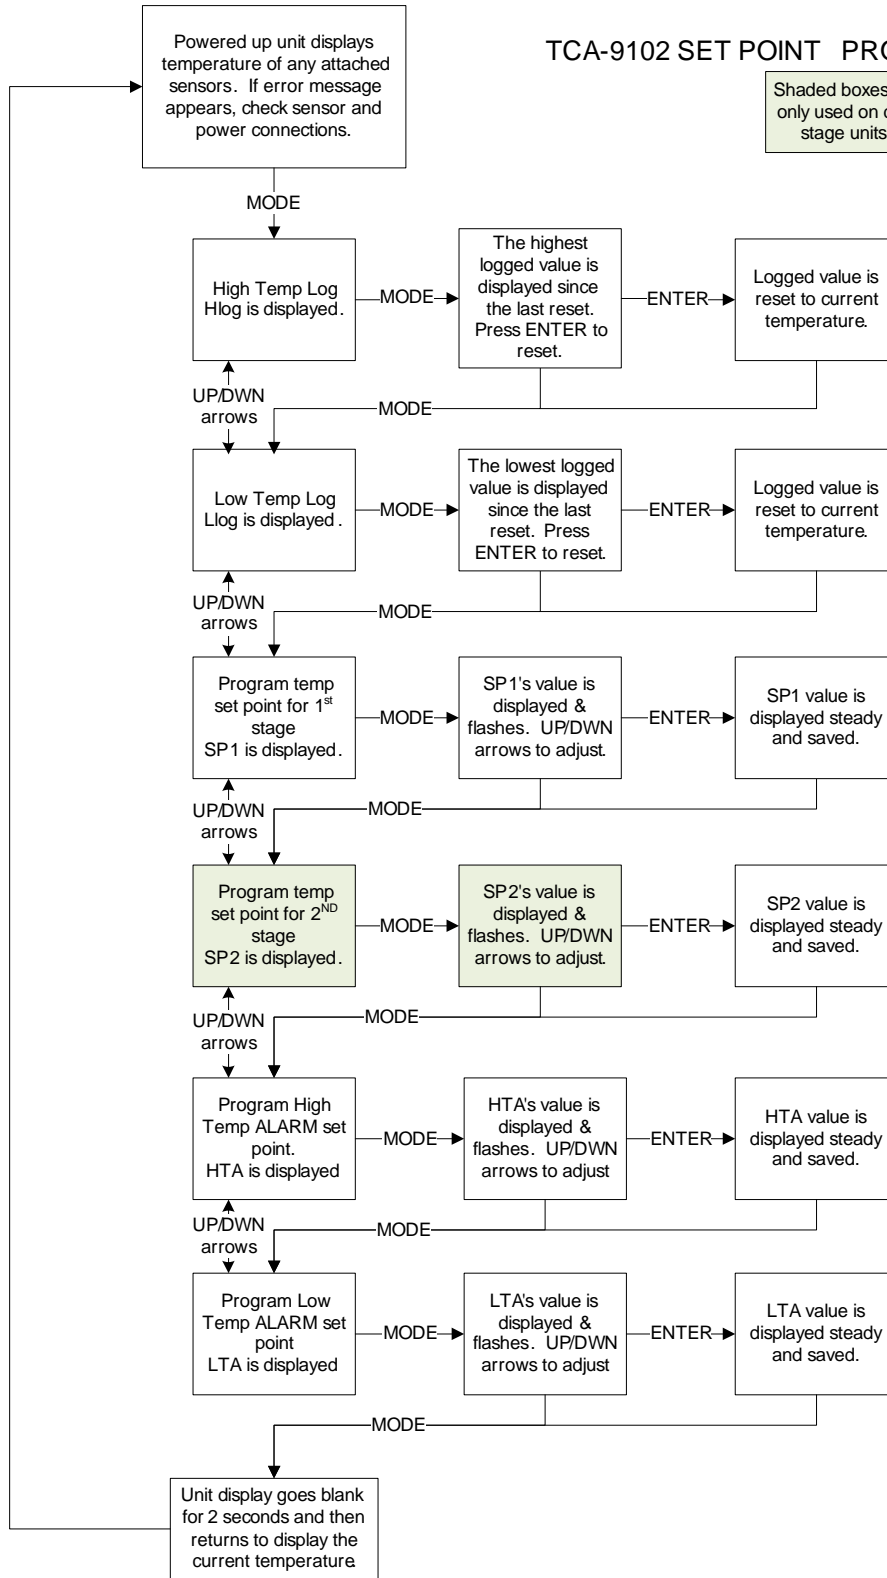 Powered up unit displays
temperature of any attached
sensors. If error message
appears, check sensor and
power connections.
TCA-9102 SET POINT
Shaded boxes
only used on
stage units
MODE
High Temp Log
Hlog is displayed.
MODE
The highest
logged value is
displayed since
the last reset.
Press ENTER to
reset.
ENTER
Logged value is
reset to current
temperature.
UP/DWN
arrows
MODE
Low Temp Log
Llog is displayed.
MODE
The lowest logged
value is displayed
since the last
reset. Press
ENTER to reset.
ENTER
Logged value is
reset to current
temperature.
UP/DWN
arrows
MODE
Program temp
set point for 1st
stage
SP1 is displayed.
MODE
SP1's value is
displayed &
flashes. UP/DWN
arrows to adjust.
ENTER
SP1 value is
displayed steady
and saved.
UP/DWN
arrows
MODE
Program temp
set point for 2ND
stage
SP2 is displayed.
MODE
SP2's value is
displayed &
flashes. UP/DWN
arrows to adjust.
ENTER
SP2 value is
displayed steady
and saved.
UP/DWN
arrows
MODE
Program High
Temp ALARM set
point.
HTA is displayed
MODE
HTA's value is
displayed &
flashes. UP/DWN
arrows to adjust
ENTER
HTA value is
displayed steady
and saved.
UP/DWN
arrows
MODE
Program Low
Temp ALARM set
point
LTA is displayed
MODE
LTA's value is
displayed &
flashes. UP/DWN
arrows to adjust
ENTER
LTA value is
displayed steady
and saved.
MODE
Unit display goes blank
for 2 seconds and then
returns to display the
current temperature.